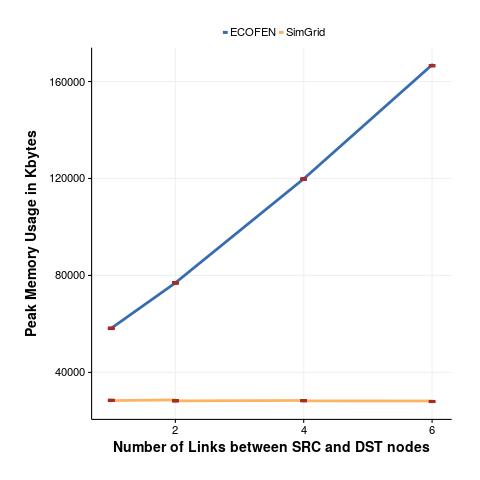 ECOFEN SimGrid
Peak Memory Usage in Kbytes
160000
120000
80000
40000
2 4 6
Number of Links between SRC and DST nodes